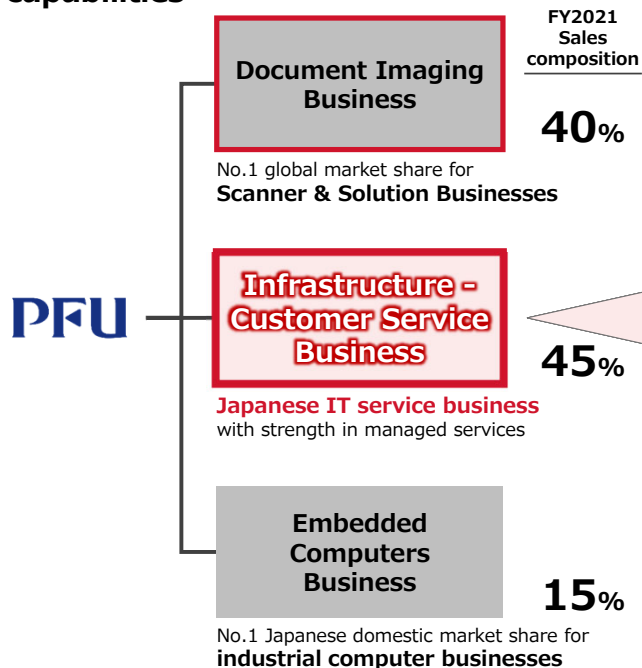 capabilities
FY2021
Sales
composition
Document Imaging
Business
40%
No.1 global market share for
Scanner & Solution Businesses
PFU
Infrastructure -
Customer Service
Business
45%
Japanese IT service business
with strength in managed services
Embedded
Computers
Business
15%
No.1 Japanese domestic market share for
industrial computer businesses